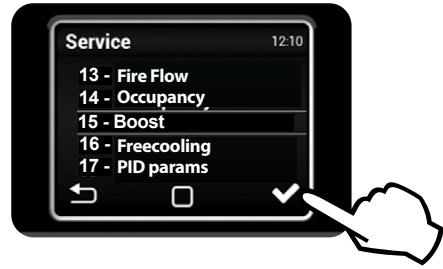 Service 12:10
13 - Fire Flow
14 - Occupancy
15 - Boost
16 - Freecooling
17 - PID params